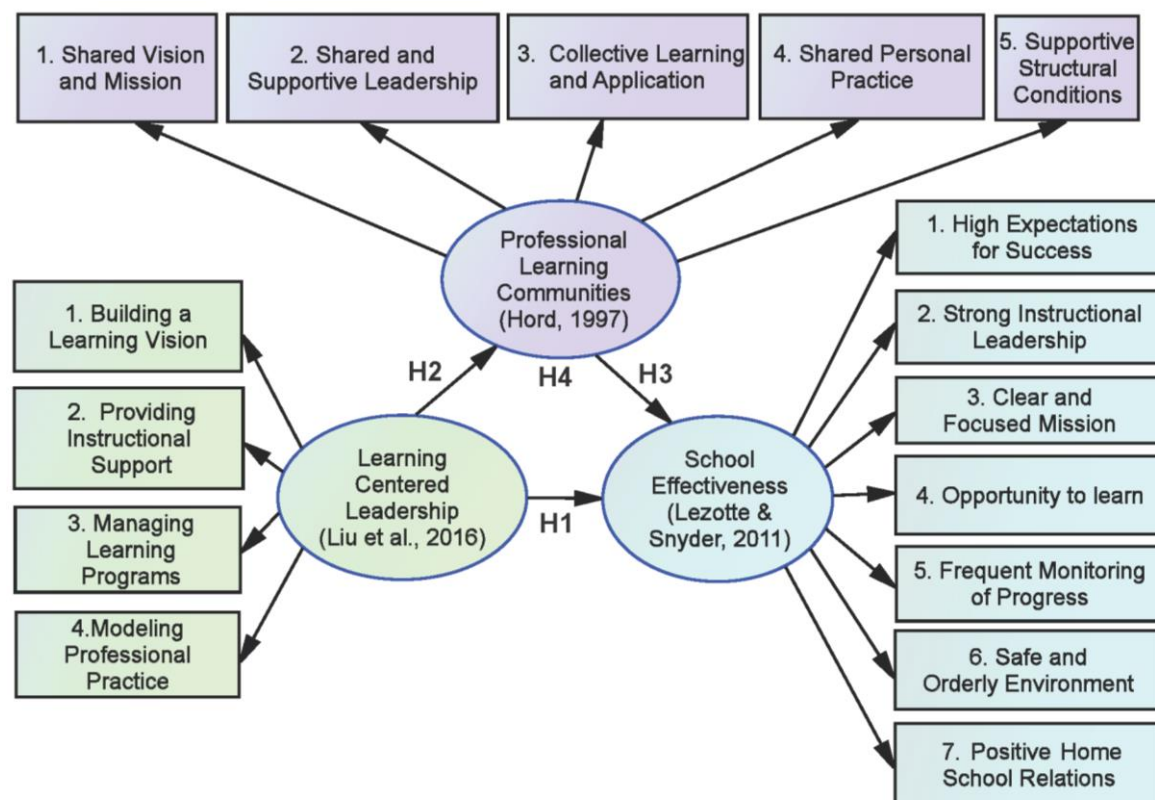 1. Shared Vision
and Mission
2. Shared and
Supportive Leadership
3. Collective Learning
and Application
4. Shared Personal
Practice
5. Supportive
Structural
Conditions
Professional
Learning
Communities
(Hord, 1997)
1. High Expectations
for Success
1. Building a
Learning Vision
2. Strong Instructional
Leadership
H2
H4
H3
2. Providing
Instructional
Support
3. Clear and
Focused Mission
Learning
Centered
Leadership
(Liu et al., 2016)
H1
School
Effectiveness
(Lezotte &
Snyder, 2011)
4. Opportunity to learn
3. Managing
Learning
Programs
5. Frequent Monitoring
of Progress
4.Modeling
Professional
Practice
6. Safe and
Orderly Environment
7. Positive Home
School Relations